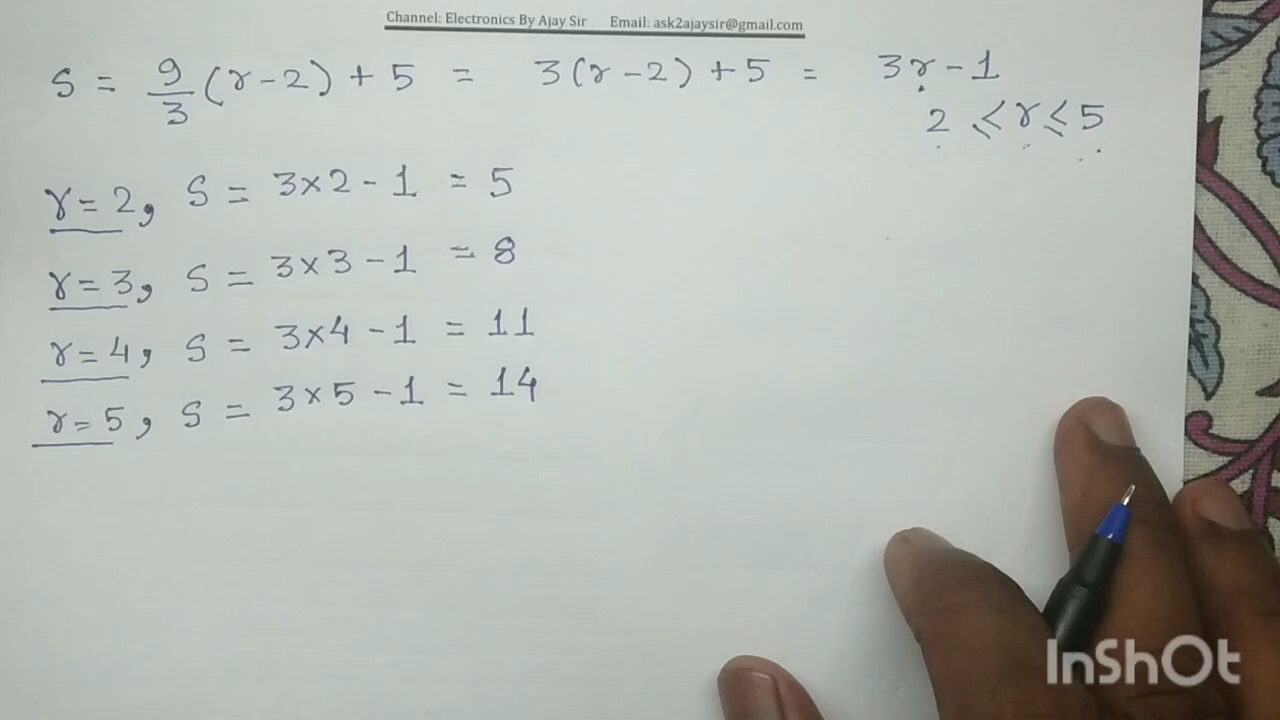 Channel: Electronics By Ajay Sir Email: ask2ajaysir@gmail.com
S = 9/3 (r - 2) + 5 = 3(r - 2) + 5 = 3r - 1
2 ≤ r ≤ 5
r = 2, S = 3×2 - 1 = 5
r = 3, S = 3×3 - 1 = 8
r = 4, S = 3×4 - 1 = 11
r = 5, S = 3×5 - 1 = 14
InShOt